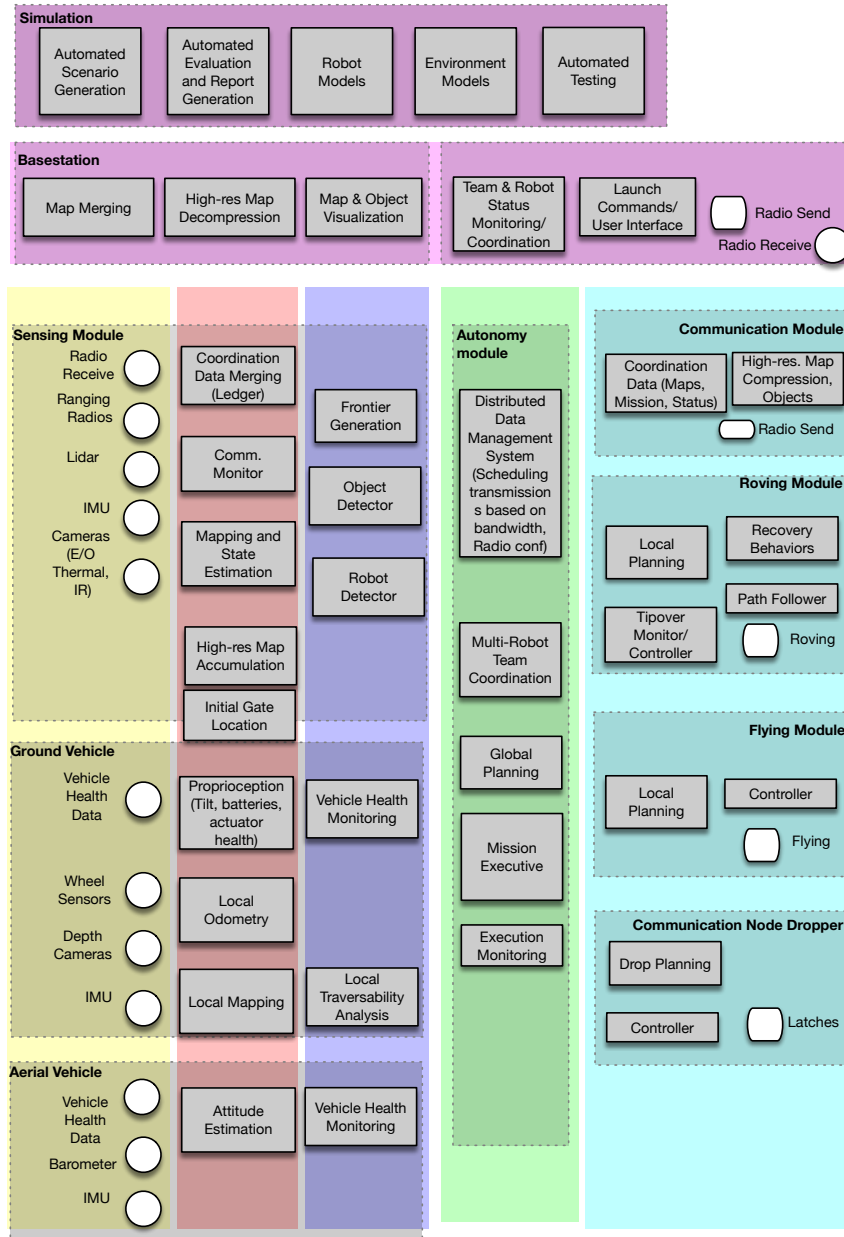 Simulation
Automated
Scenario
Generation
Automated
Evaluation
and Report
Generation
Robot
Models
Environment
Models
Automated
Testing
Basestation
Map Merging
High-res Map
Decompression
Map & Object
Visualization
Team & Robot
Status
Monitoring/
Coordination
Launch
Commands/
User Interface
Radio Send
Radio Receive
Sensing Module
Radio
Receive
Ranging
Radios
Lidar
IMU
Cameras
(E/O
Thermal,
IR)
Coordination
Data Merging
(Ledger)
Comm.
Monitor
Mapping and
State
Estimation
High-res Map
Accumulation
Initial Gate
Location
Frontier
Generation
Object
Detector
Robot
Detector
Ground Vehicle
Vehicle
Health
Data
Wheel
Sensors
Depth
Cameras
IMU
Proprioception
(Tilt, batteries,
actuator
health)
Local
Odometry
Local Mapping
Vehicle Health
Monitoring
Local
Traversability
Analysis
Aerial Vehicle
Vehicle
Health
Data
Barometer
IMU
Attitude
Estimation
Vehicle Health
Monitoring
Autonomy
module
Distributed
Data
Management
System
(Scheduling
transmission
s based on
bandwidth,
Radio conf)
Multi-Robot
Team
Coordination
Global
Planning
Mission
Executive
Execution
Monitoring
Communication Module
Coordination
Data (Maps,
Mission, Status)
High-res. Map
Compression,
Objects
Radio Send
Roving Module
Local
Planning
Recovery
Behaviors
Path Follower
Tipover
Monitor/
Controller
Roving
Flying Module
Local
Planning
Controller
Flying
Communication Node Dropper
Drop Planning
Controller
Latches